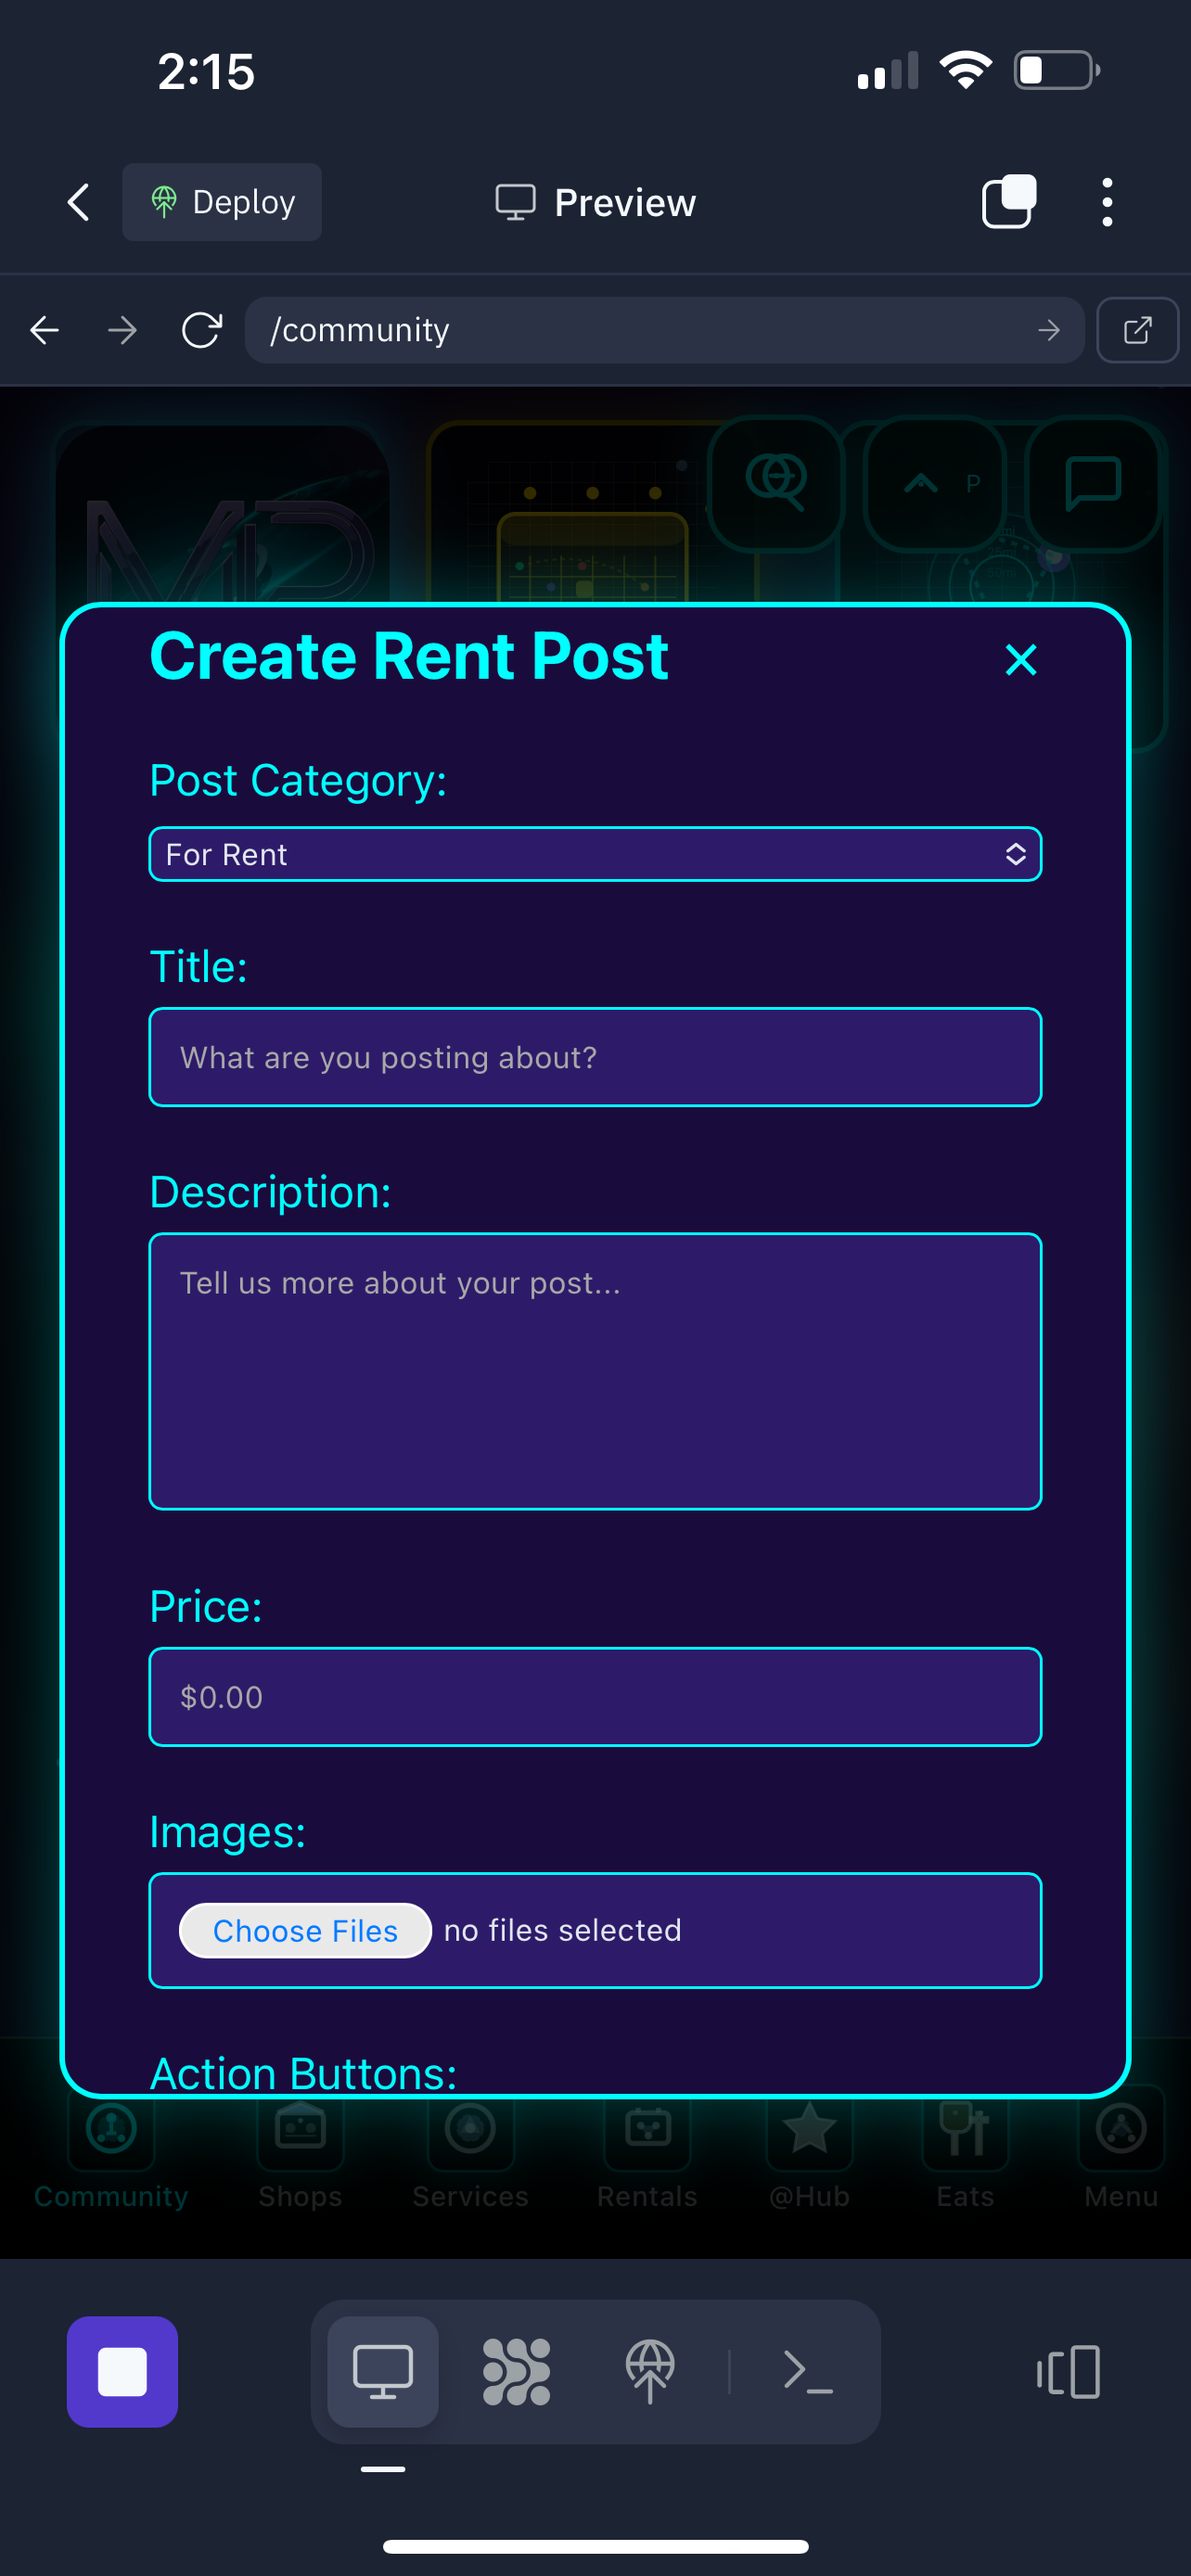 2:15
Deploy
Preview
/community
P
Create Rent Post
Post Category:
For Rent
Title:
What are you posting about?
Description:
Tell us more about your post...
Price:
$0.00
Images:
Choose Files no files selected
Action Buttons:
Community Shops Services Rentals @Hub Eats Menu